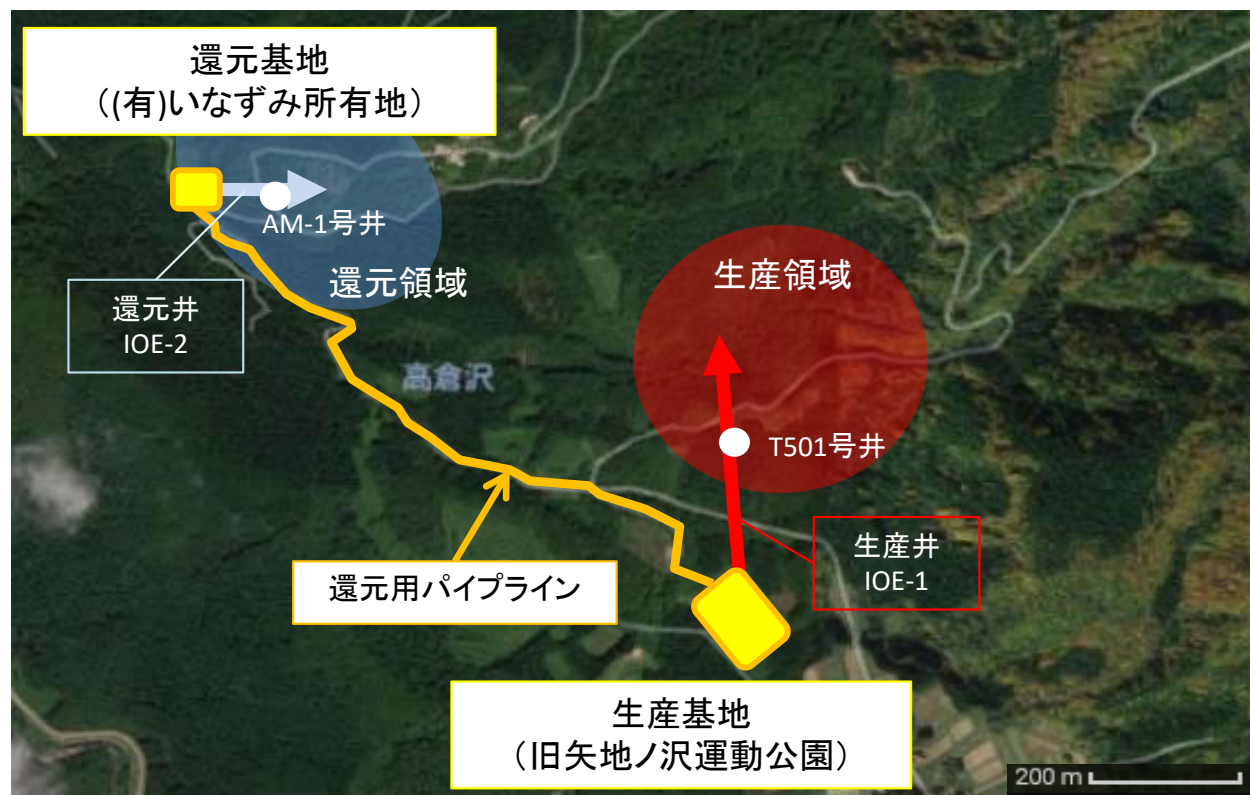 還元基地
（(有)いなずみ所有地）
AM-1号井
還元領域
生産領域
還元井
IOE-2
高倉沢
T501号井
生産井
IOE-1
還元用パイプライン
生産基地
（旧矢地ノ沢運動公園）
200 m